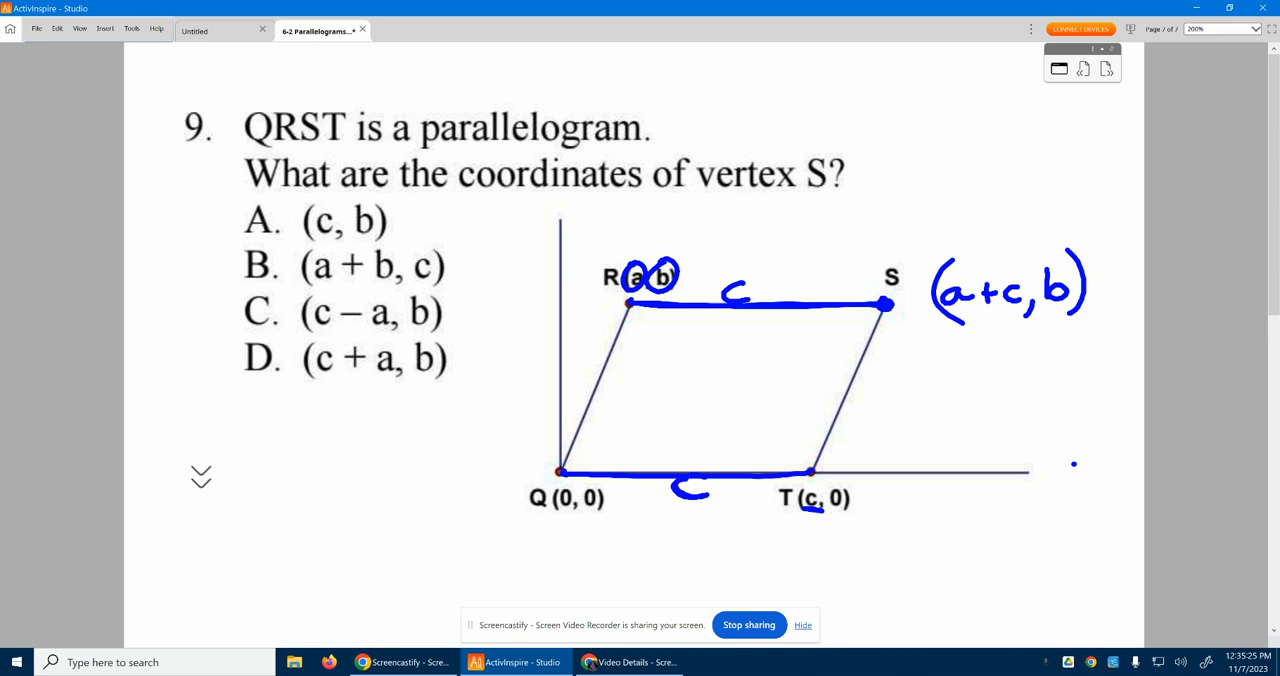 ActivInspire - Studio
File Edit View Insert Tools Help
Untitled
6-2 Parallelograms...*
CONNECT DEVICES
Page 7 of 7
200%
9. QRST is a parallelogram.
What are the coordinates of vertex S?
A. (c, b)
B. (a + b, c)
C. (c – a, b)
D. (c + a, b)
R (a, b)
c
S
(a+c, b)
c
Q (0, 0)
T (c, 0)
Screencastify - Screen Video Recorder is sharing your screen.
Stop sharing
Hide
Type here to search
Screencastify - Scre...
ActivInspire - Studio
Video Details - Scre...
12:35:25 PM
11/7/2023